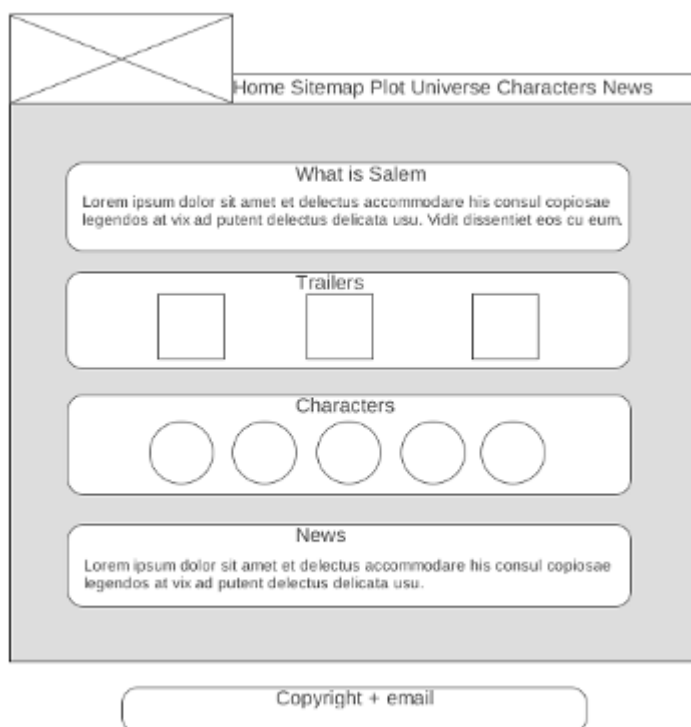 Home Sitemap Plot Universe Characters News
What is Salem
Lorem ipsum dolor sit amet et delectus accommodare his consul copiosae
legendos at vix ad putent delectus delicata usu. Vidit dissentiet eos cu eum.
Trailers
Characters
News
Lorem ipsum dolor sit amet et delectus accommodare his consul copiosae
legendos at vix ad putent delectus delicata usu.
Copyright + email